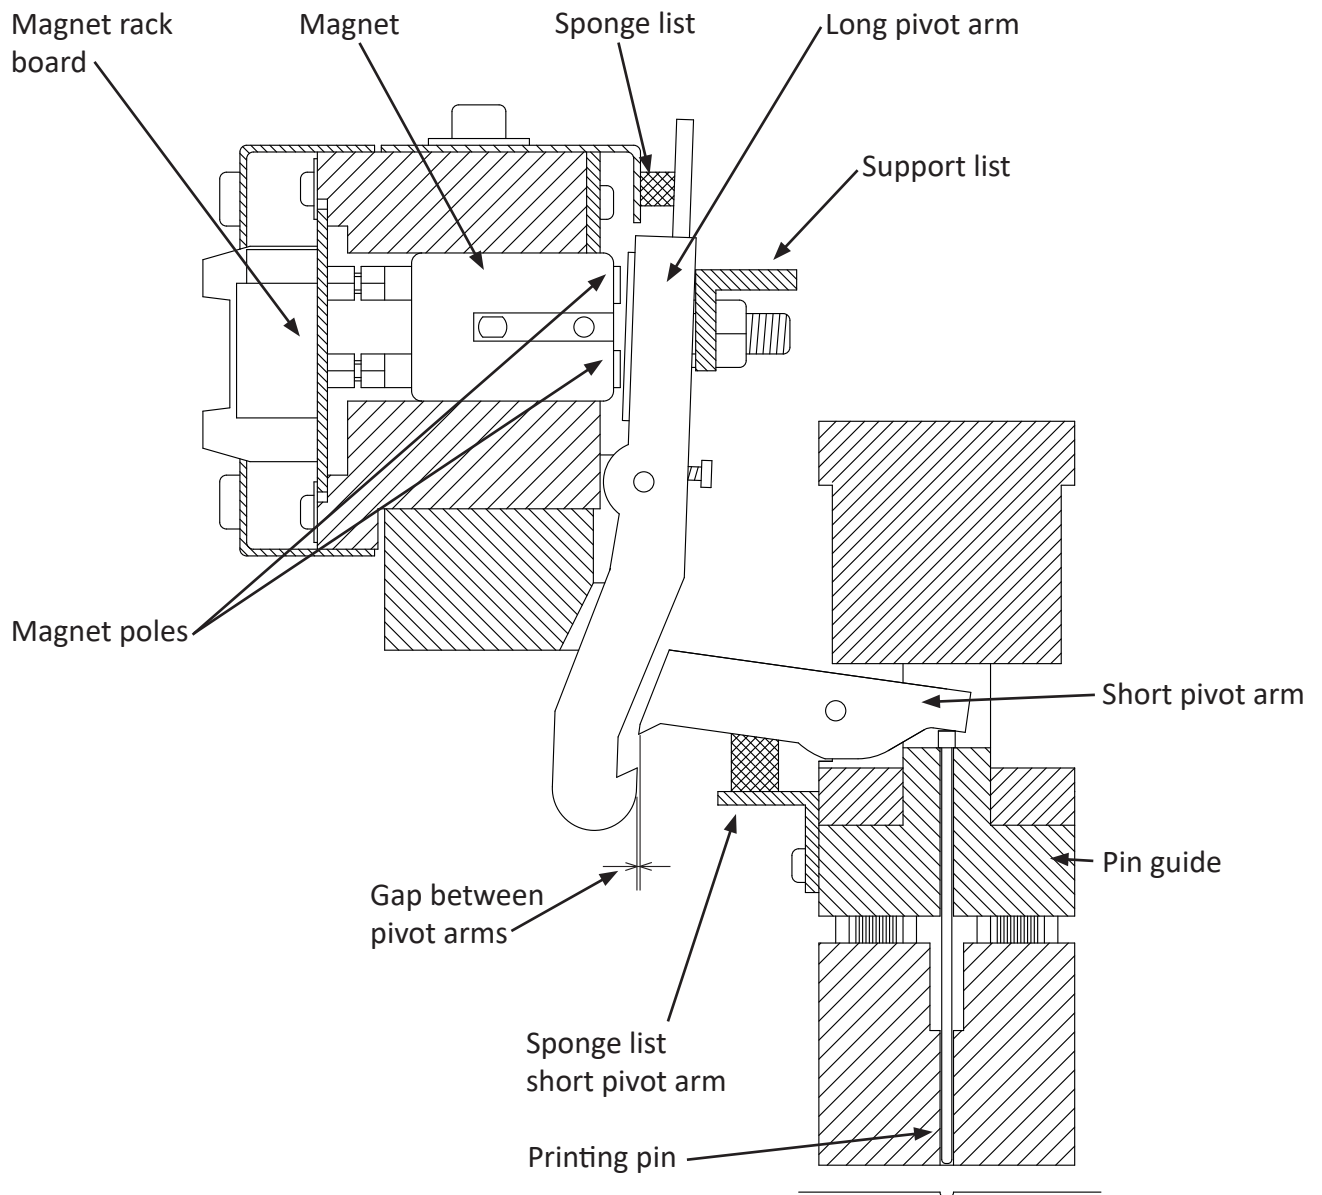 Magnet rack
board
Magnet
Sponge list
Long pivot arm
Support list
Magnet poles
Short pivot arm
Pin guide
Gap between
pivot arms
Sponge list
short pivot arm
Printing pin